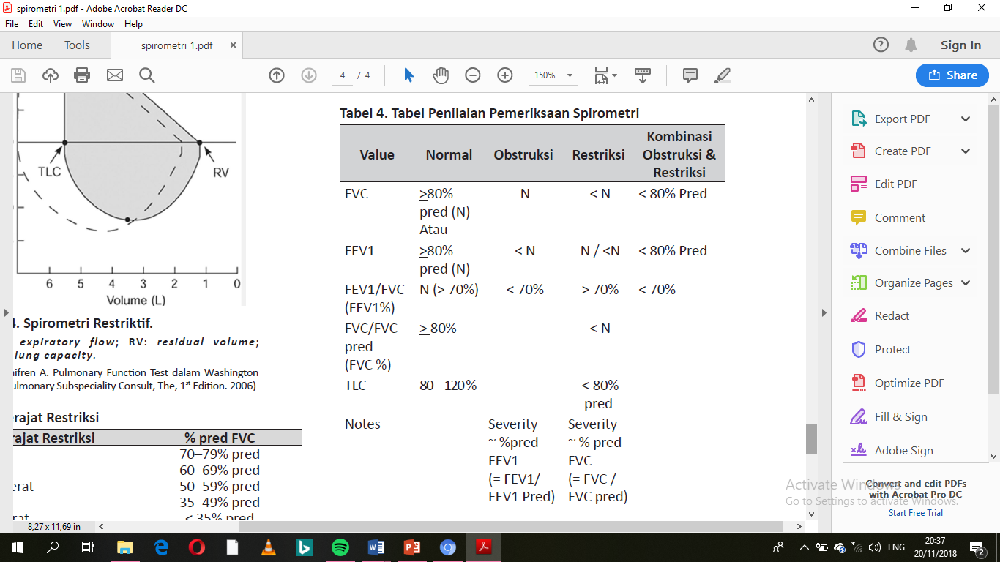 spirometri 1.pdf - Adobe Acrobat Reader DC
File Edit View Window Help
Home Tools spirometri 1.pdf × Sign In
4 / 4 150% Share
TLC
RV
6 5 4 3 2 1 0
Volume (L)
4. Spirometri Restriktif.
expiratory flow; RV: residual volume;
lung capacity.
A. Pulmonary Function Test dalam Washington
Subspeciality Consult, The, 1st Edition. 2006)
Restriksi
Restriksi % pred FVC
70–79% pred
60–69% pred
50–59% pred
35–49% pred
< 35% pred
Tabel 4. Tabel Penilaian Pemeriksaan Spirometri
Value Normal Obstruksi Restriksi Kombinasi
Obstruksi &
Restriksi
FVC >80% N < N < 80% Pred
pred (N)
Atau
FEV1 >80% < N N / <N < 80% Pred
pred (N)
FEV1/FVC N (> 70%) < 70% > 70% < 70%
(FEV1%)
FVC/FVC > 80% < N
pred
(FVC %)
TLC 80–120% < 80%
pred
Notes Severity Severity
~ %pred ~ % pred
FEV1 FVC
(= FEV1/ (= FVC /
FEV1 Pred) FVC pred)
Export PDF
Create PDF
Edit PDF
Comment
Combine Files
Organize Pages
Redact
Protect
Optimize PDF
Fill & Sign
Adobe Sign
Convert and edit PDFs
with Acrobat Pro DC
Start Free Trial
Activate Windows
Go to Settings to activate Windows.
8,27 x 11,69 in
ENG
20:37
20/11/2018
2